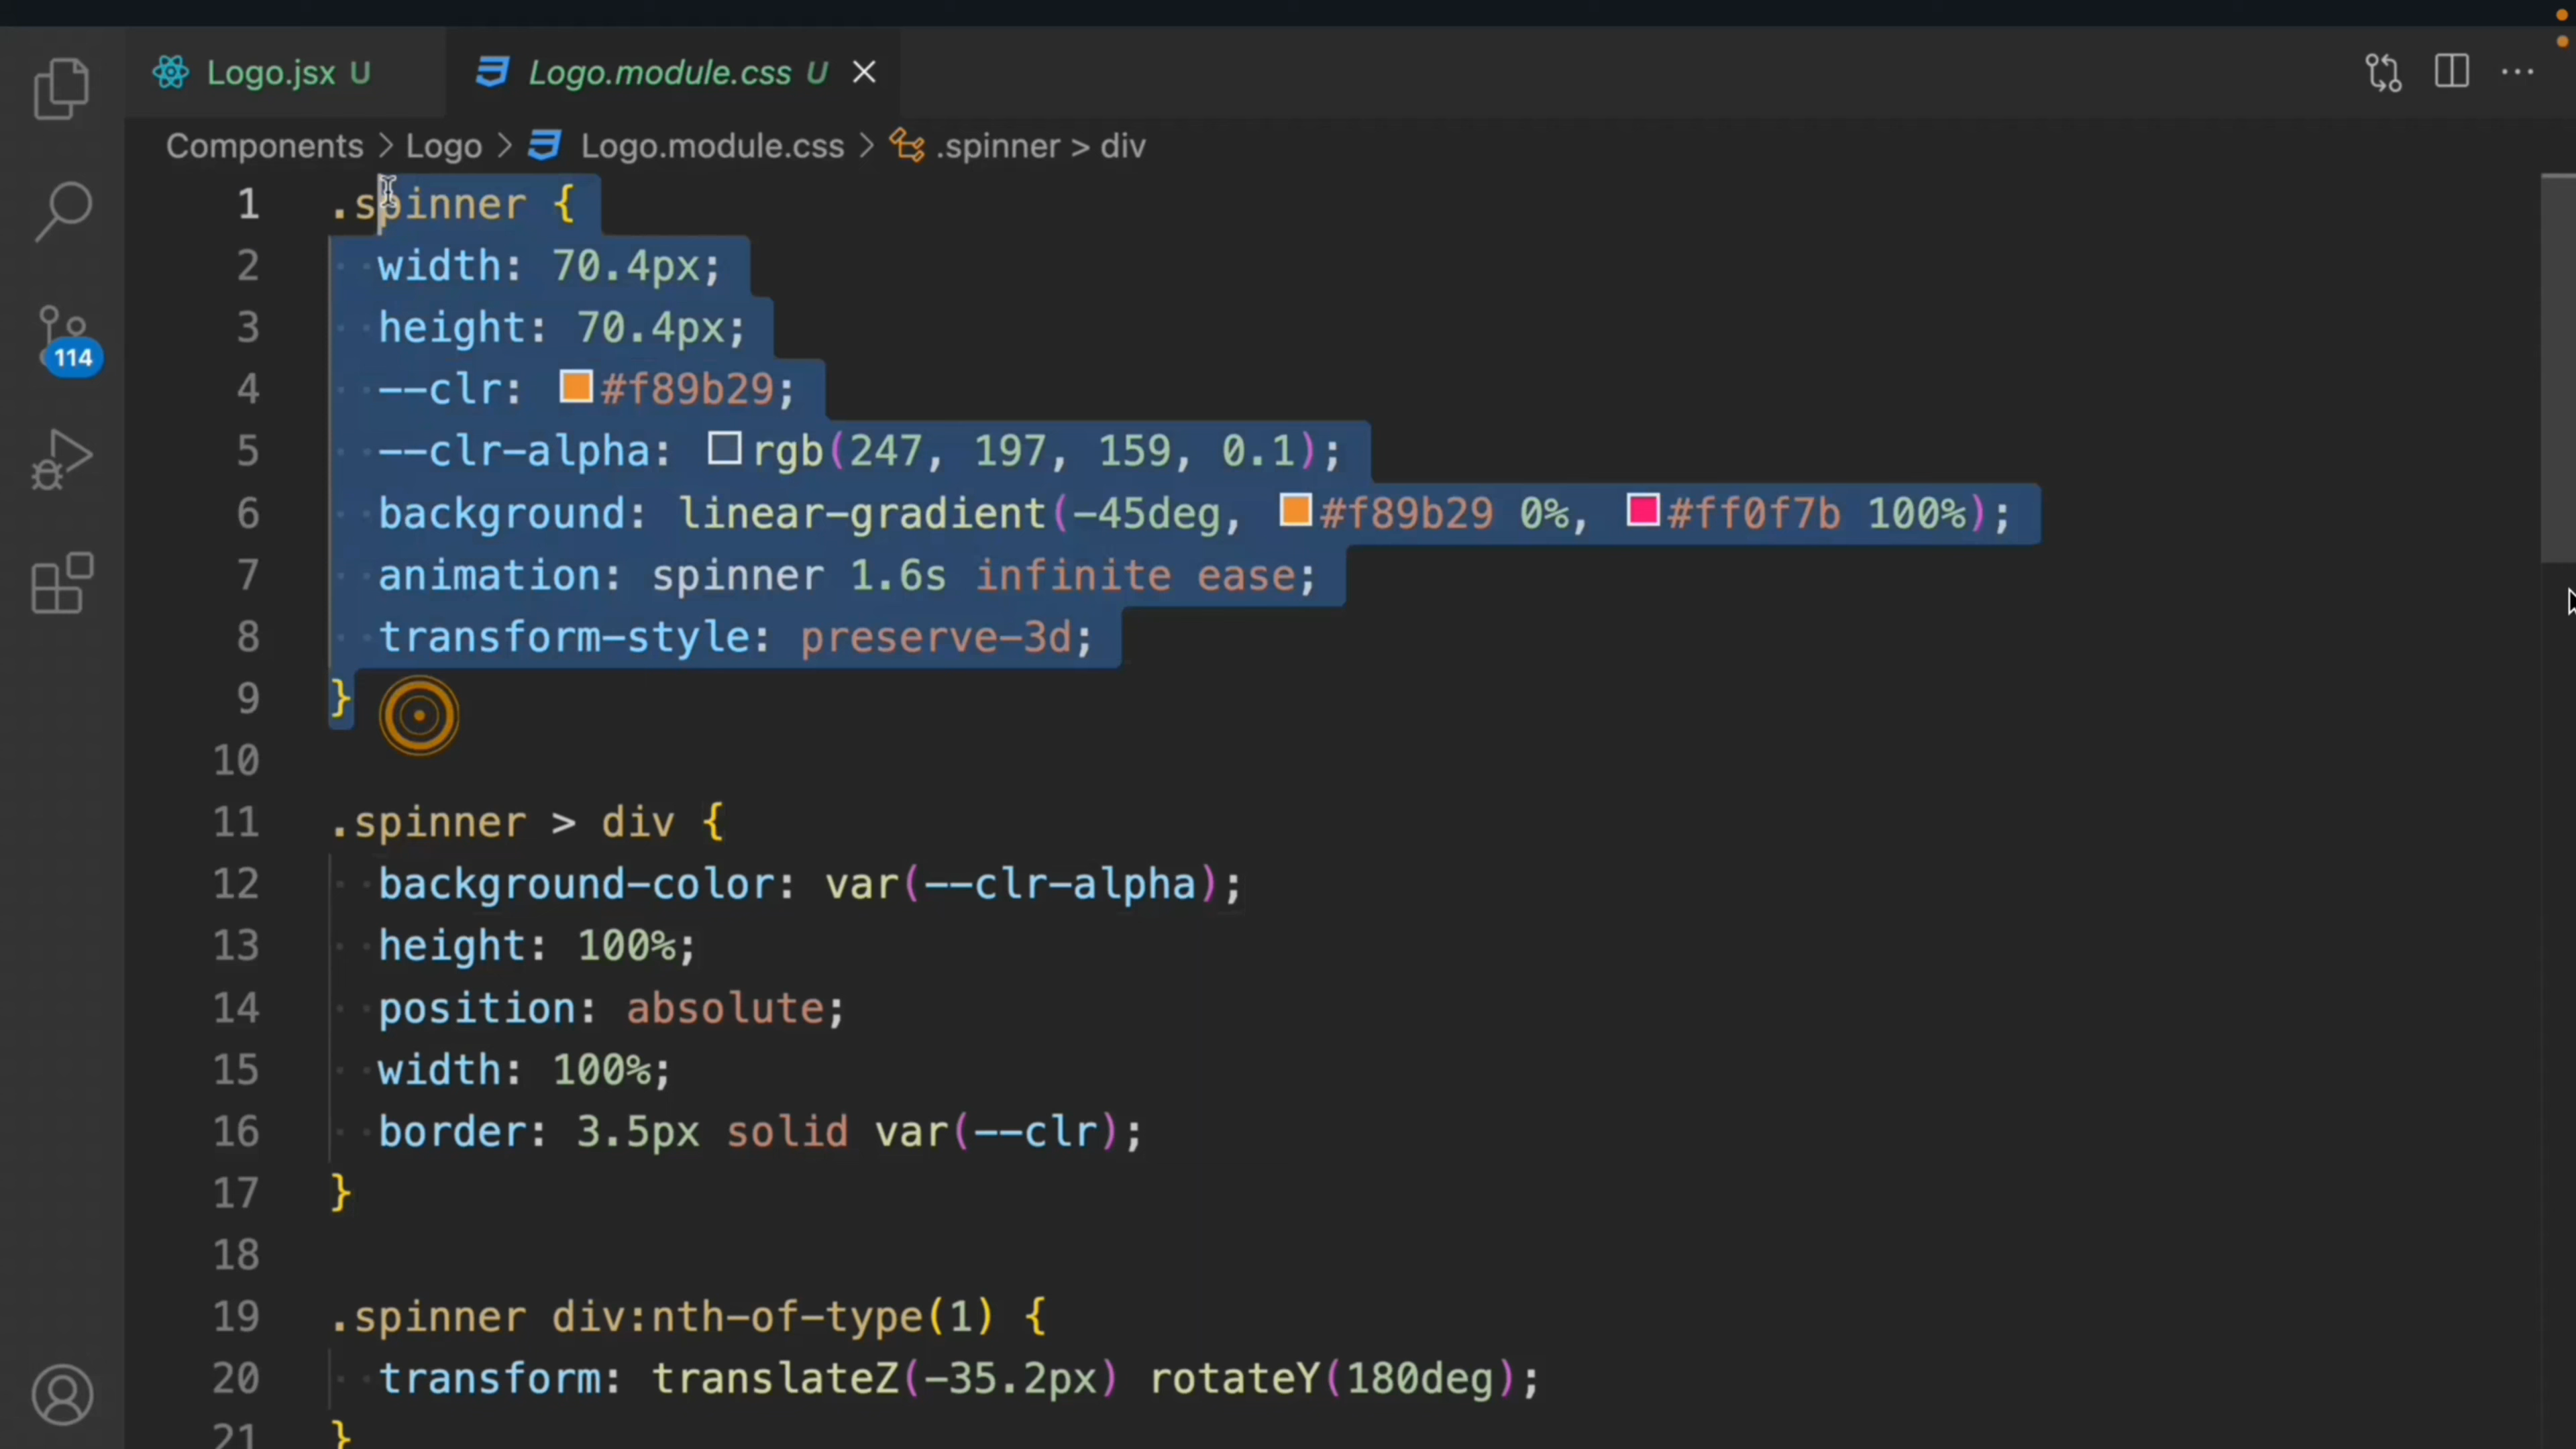 Logo.jsx U
Logo.module.css U
Components > Logo > Logo.module.css > .spinner > div
114
1 .spinner {
2 width: 70.4px;
3 height: 70.4px;
4 --clr: #f89b29;
5 --clr-alpha: rgb(247, 197, 159, 0.1);
6 background: linear-gradient(-45deg, #f89b29 0%, #ff0f7b 100%);
7 animation: spinner 1.6s infinite ease;
8 transform-style: preserve-3d;
9 }
10
11 .spinner > div {
12 background-color: var(--clr-alpha);
13 height: 100%;
14 position: absolute;
15 width: 100%;
16 border: 3.5px solid var(--clr);
17 }
18
19 .spinner div:nth-of-type(1) {
20 transform: translateZ(-35.2px) rotateY(180deg);
21 }